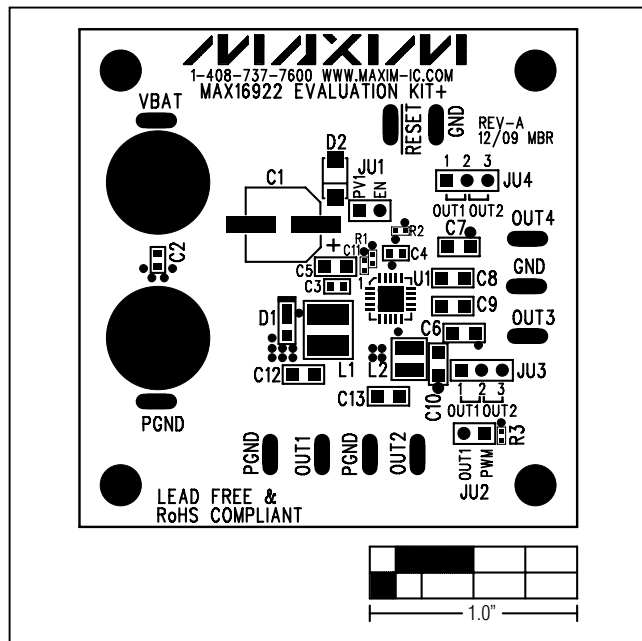 MAXIM
1-408-737-7600 WWW.MAXIM-IC.COM
MAX16922 EVALUATION KIT+
VBAT
RESET
GND
REV-A
12/09 MBR
D2
JU1
PV1
EN
C1
1 2 3
JU4
OUT1 OUT2
OUT4
R2
R1
C11
C7
C2
+
C4
C5
C3
1
U1
C8
GND
C9
D1
C6
OUT3
L1
L2
JU3
C12
C10
1 2 3
OUT1 OUT2
C13
PGND
R3
PGND
OUT1
PGND
OUT2
OUT1
PWM
JU2
LEAD FREE &
RoHS COMPLIANT
1.0"